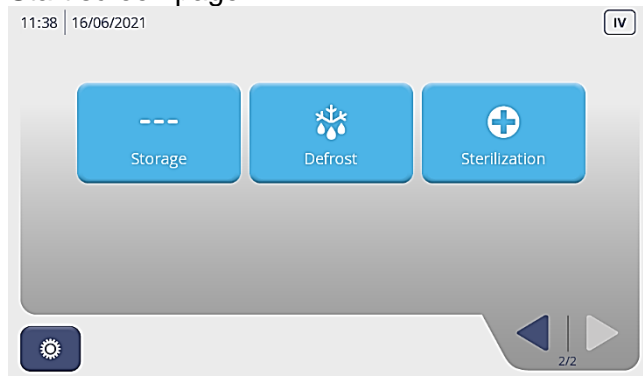 11:38 16/06/2021 IV
--- Storage
Defrost
Sterilization
2/2